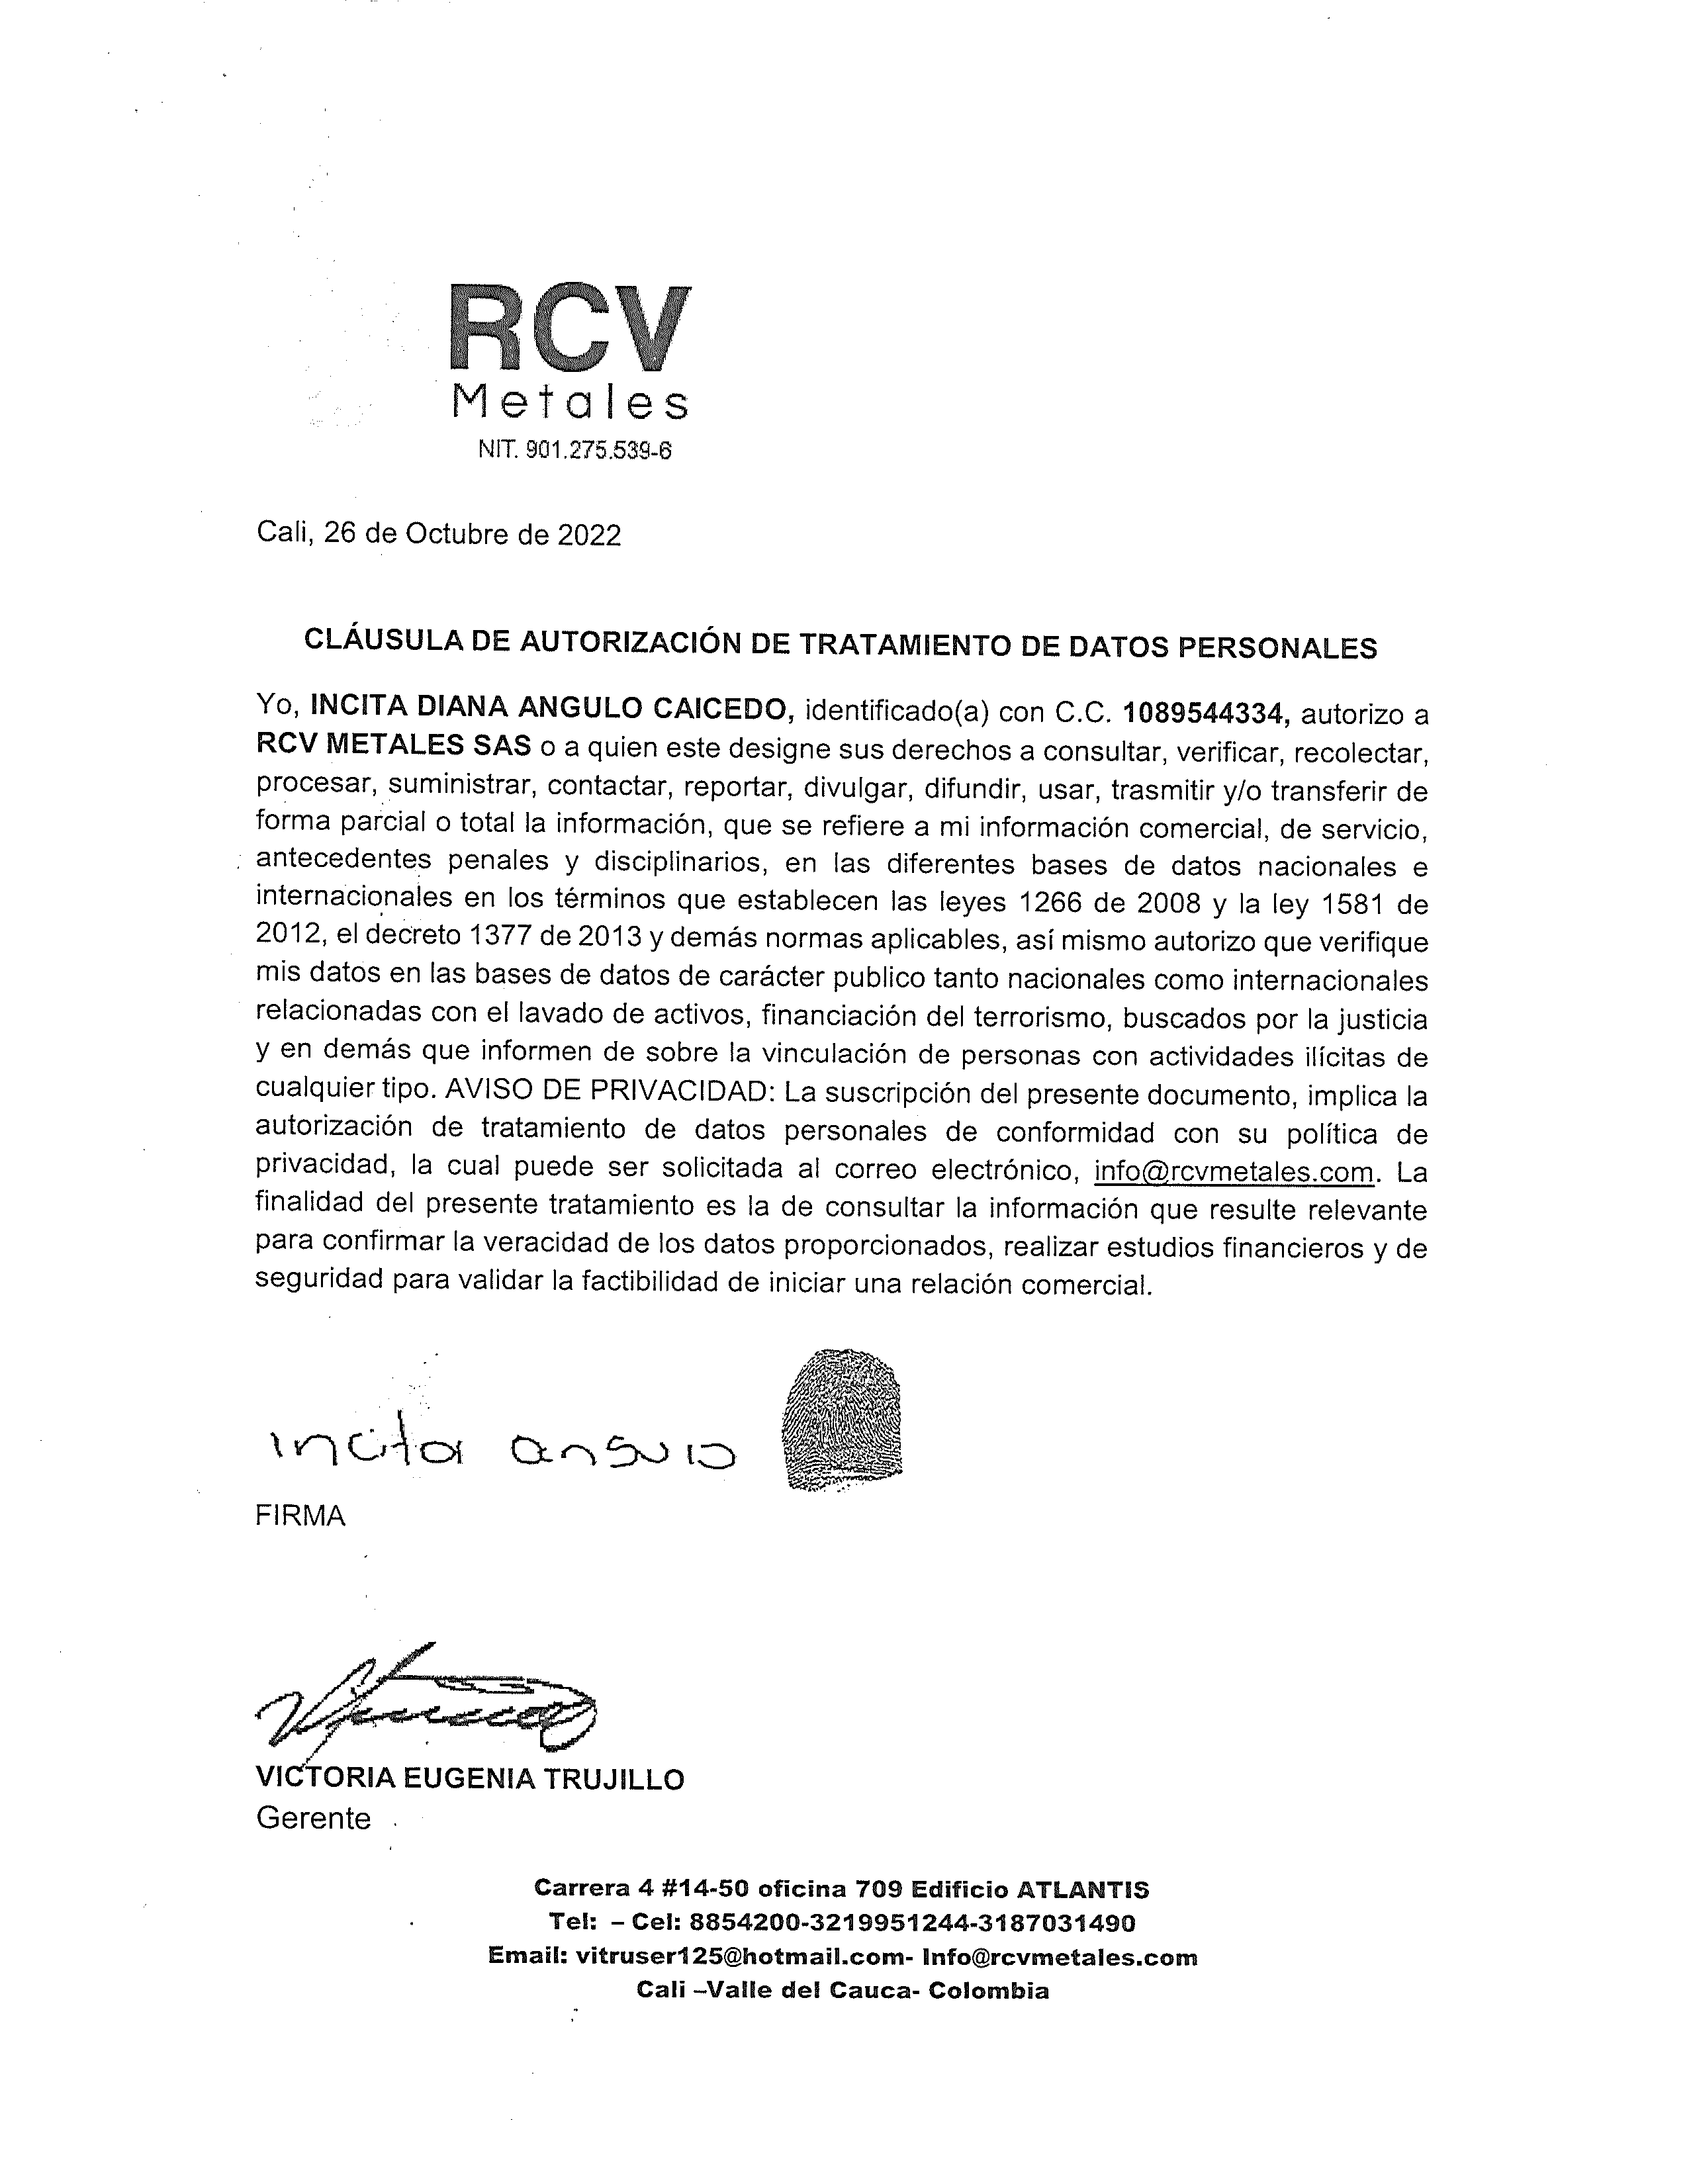 RCV
Metales
NIT. 901.275.539-6
Cali, 26 de Octubre de 2022
CLÁUSULA DE AUTORIZACIÓN DE TRATAMIENTO DE DATOS PERSONALES
Yo, INCITA DIANA ANGULO CAICEDO, identificado(a) con C.C. 1089544334, autorizo a
RCV METALES SAS o a quien este designe sus derechos a consultar, verificar, recolectar,
procesar, suministrar, contactar, reportar, divulgar, difundir, usar, trasmitir y/o transferir de
forma parcial o total la información, que se refiere a mi información comercial, de servicio,
antecedentes penales y disciplinarios, en las diferentes bases de datos nacionales e
internacionales en los términos que establecen las leyes 1266 de 2008 y la ley 1581 de
2012, el decreto 1377 de 2013 y demás normas aplicables, así mismo autorizo que verifique
mis datos en las bases de datos de carácter publico tanto nacionales como internacionales
relacionadas con el lavado de activos, financiación del terrorismo, buscados por la justicia
y en demás que informen de sobre la vinculación de personas con actividades ilícitas de
cualquier tipo. AVISO DE PRIVACIDAD: La suscripción del presente documento, implica la
autorización de tratamiento de datos personales de conformidad con su política de
privacidad, la cual puede ser solicitada al correo electrónico, info@rcvmetales.com. La
finalidad del presente tratamiento es la de consultar la información que resulte relevante
para confirmar la veracidad de los datos proporcionados, realizar estudios financieros y de
seguridad para validar la factibilidad de iniciar una relación comercial.
incita angulo
FIRMA
VICTORIA EUGENIA TRUJILLO
Gerente
Carrera 4 #14-50 oficina 709 Edificio ATLANTIS
Tel: – Cel: 8854200-3219951244-3187031490
Email: vitruser125@hotmail.com- Info@rcvmetales.com
Cali –Valle del Cauca- Colombia